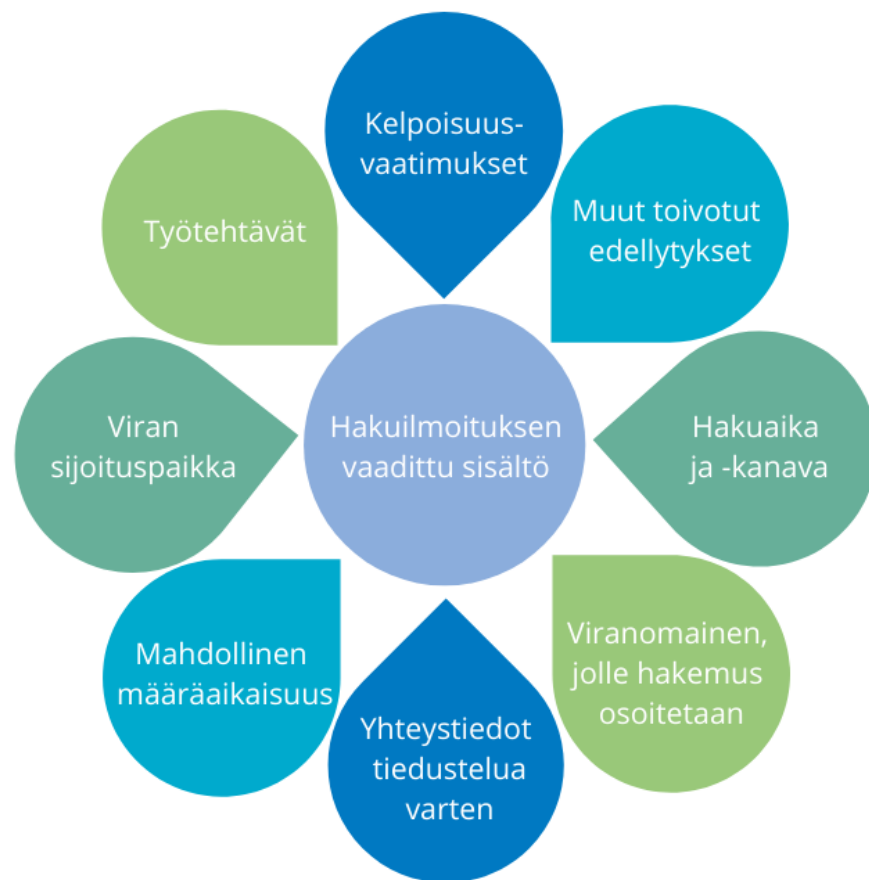 Kelpoisuus-
vaatimukset
Muut toivotut
edellytykset
Hakuaika
ja -kanava
Viranomainen,
jolle hakemus
osoitetaan
Yhteystiedot
tiedustelua
varten
Mahdollinen
määräaikaisuus
Viran
sijoituspaikka
Työtehtävät
Hakuilmoituksen
vaadittu sisältö